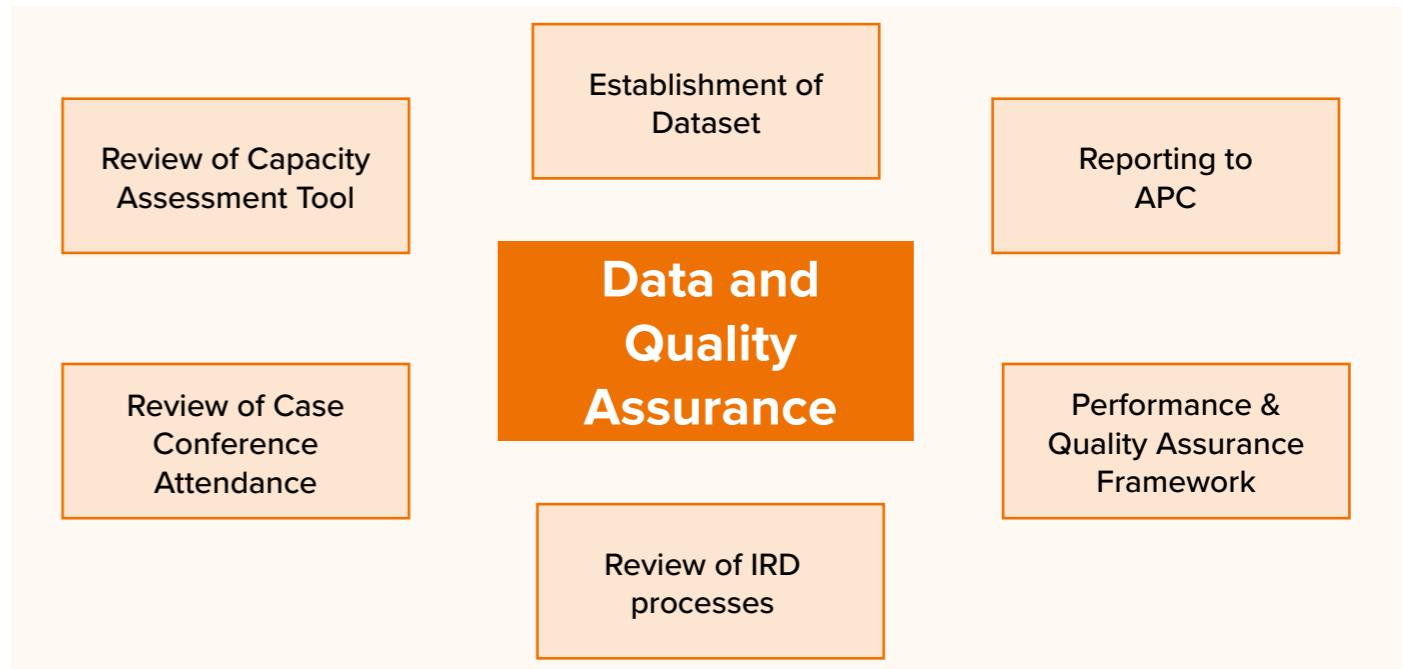 Establishment of
Dataset
Review of Capacity
Assessment Tool
Reporting to
APC
Data and
Quality
Assurance
Review of Case
Conference
Attendance
Performance &
Quality Assurance
Framework
Review of IRD
processes